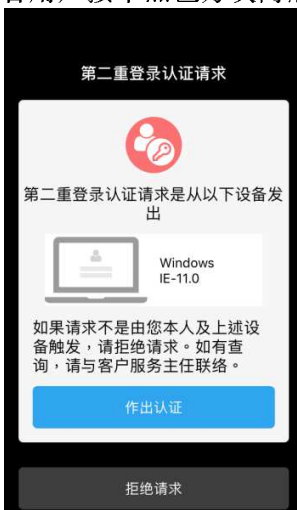 第二重登录认证请求
第二重登录认证请求是从以下设备发
出
Windows
IE-11.0
如果请求不是由您本人及上述设
备触发，请拒绝请求。如有查
询，请与客户服务主任联络。
作出认证
拒绝请求